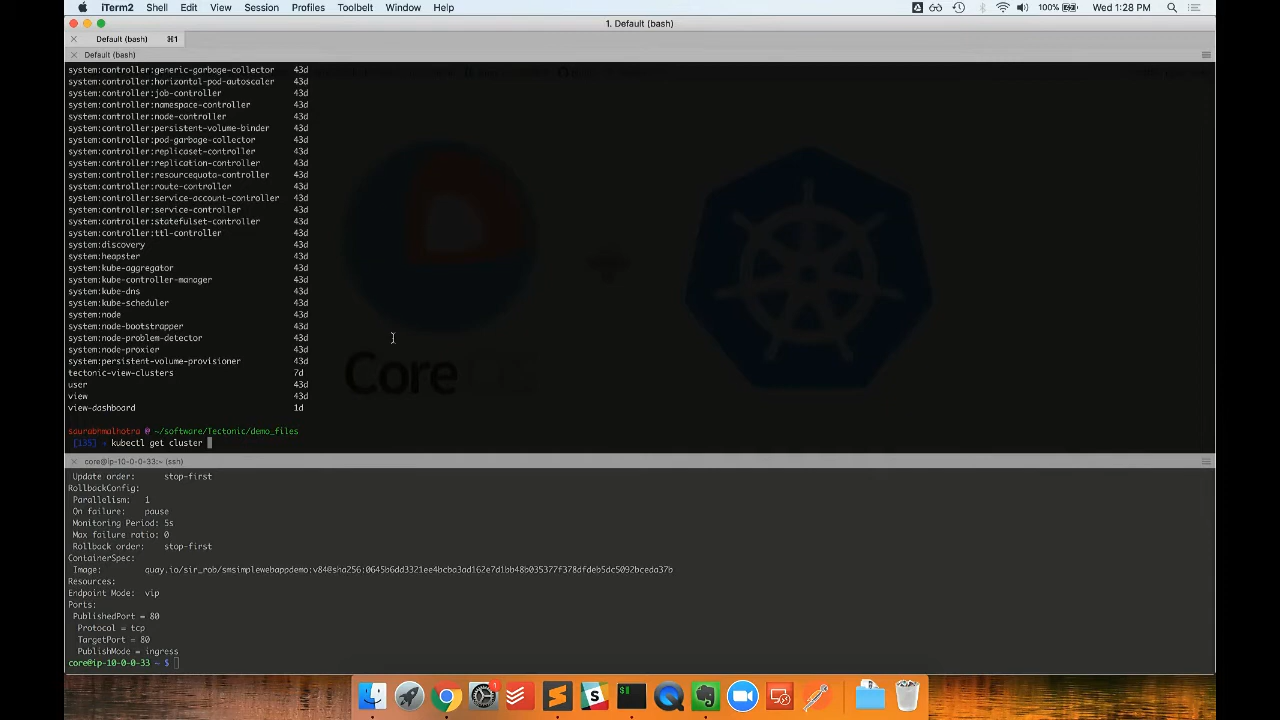 iTerm2 Shell Edit View Session Profiles Toolbelt Window Help 100% Wed 1:28 PM
1. Default (bash)
Default (bash) ⌘1
Default (bash)
system:controller:generic-garbage-collector 43d
system:controller:horizontal-pod-autoscaler 43d
system:controller:job-controller 43d
system:controller:namespace-controller 43d
system:controller:node-controller 43d
system:controller:persistent-volume-binder 43d
system:controller:pod-garbage-collector 43d
system:controller:replicaset-controller 43d
system:controller:replication-controller 43d
system:controller:resourcequota-controller 43d
system:controller:route-controller 43d
system:controller:service-account-controller 43d
system:controller:service-controller 43d
system:controller:statefulset-controller 43d
system:controller:ttl-controller 43d
system:discovery 43d
system:heapster 43d
system:kube-aggregator 43d
system:kube-controller-manager 43d
system:kube-dns 43d
system:kube-scheduler 43d
system:node 43d
system:node-bootstrapper 43d
system:node-problem-detector 43d
system:node-proxier 43d
system:persistent-volume-provisioner 43d
tectonic-view-clusters 7d
user 43d
view 43d
view-dashboard 1d
Core
saurabhmalhotra @ ~/software/Tectonic/demo_files
[135] → kubectl get cluster
core@ip-10-0-0-33:~ (ssh)
Update order: stop-first
RollbackConfig:
Parallelism: 1
On failure: pause
Monitoring Period: 5s
Max failure ratio: 0
Rollback order: stop-first
ContainerSpec:
Image: quay.io/sir_rob/smsimplewebappdemo:v84@sha256:0645b6dd3321ee4bcba3ad162e7d1bb48b035377f378dfdeb5dc5092bceda37b
Resources:
Endpoint Mode: vip
Ports:
PublishedPort = 80
Protocol = tcp
TargetPort = 80
PublishMode = ingress
core@ip-10-0-0-33 ~ $